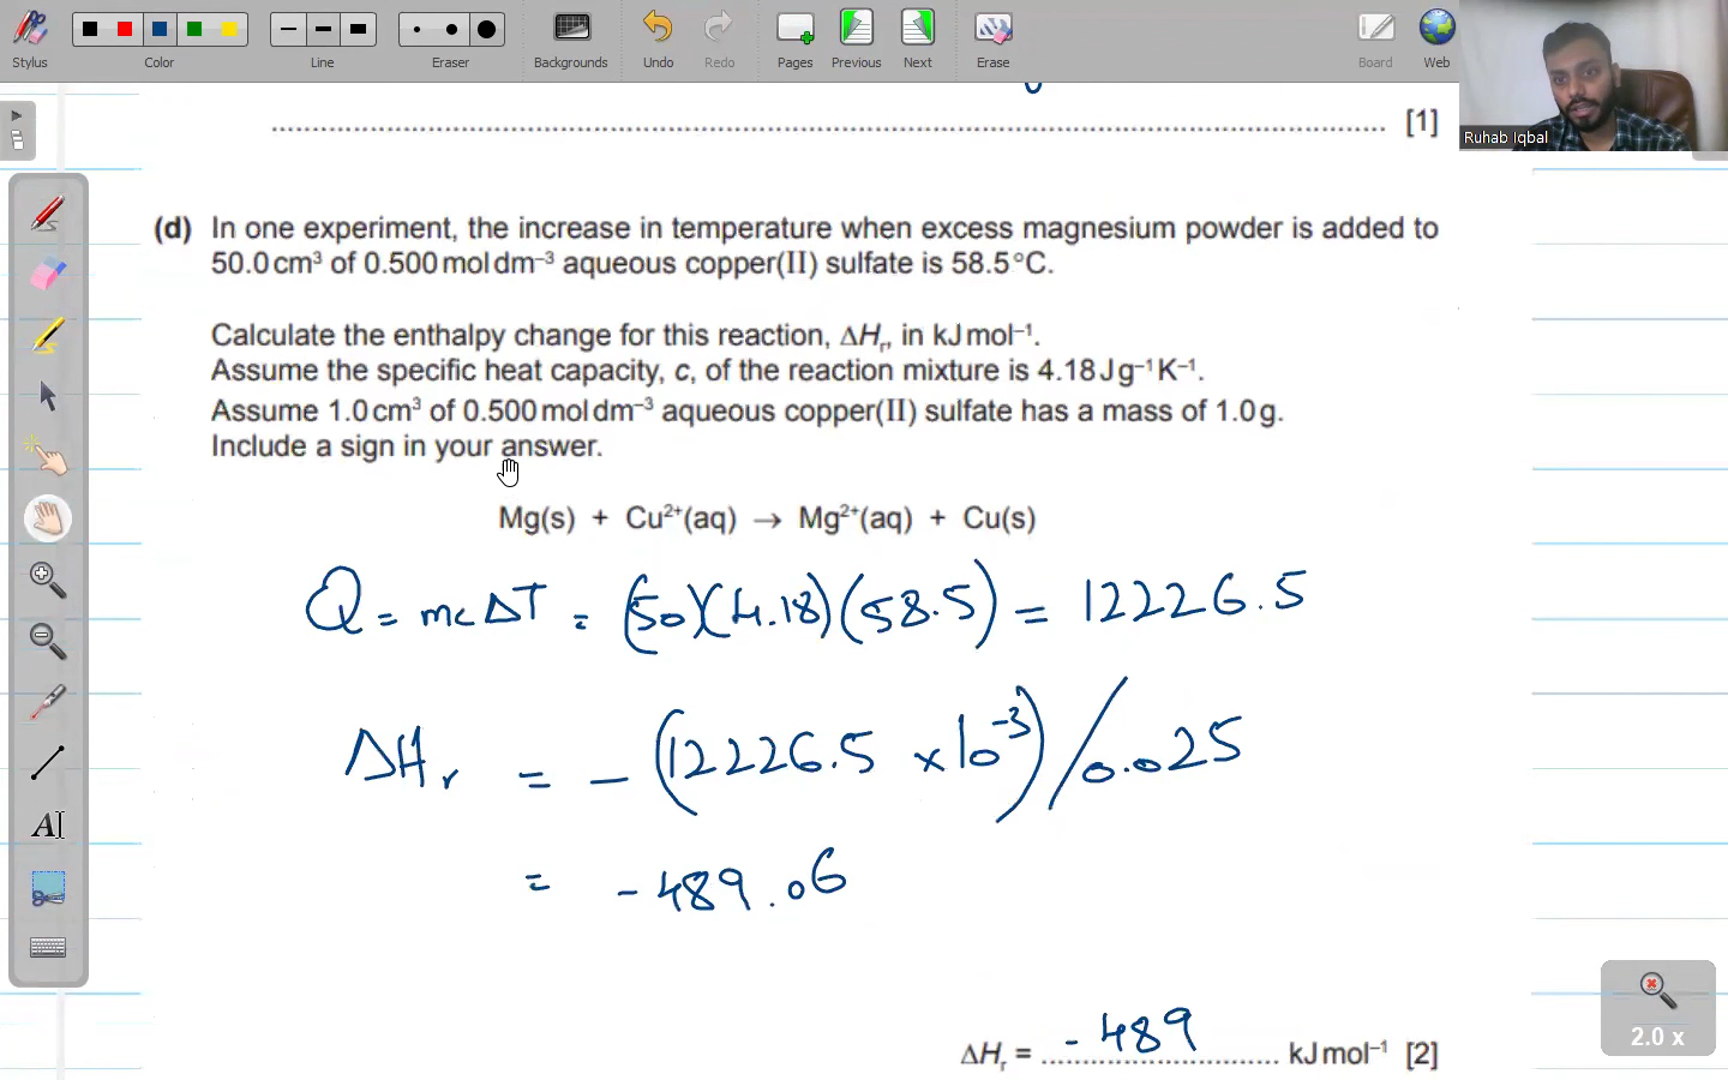 Stylus
Color
Line
Eraser
Backgrounds
Undo
Redo
Pages
Previous
Next
Erase
Board
Web
Ruhab Iqbal
[1]
(d) In one experiment, the increase in temperature when excess magnesium powder is added to
50.0 cm³ of 0.500 mol dm⁻³ aqueous copper(II) sulfate is 58.5 °C.
Calculate the enthalpy change for this reaction, ΔHᵣ, in kJ mol⁻¹.
Assume the specific heat capacity, c, of the reaction mixture is 4.18 J g⁻¹ K⁻¹.
Assume 1.0 cm³ of 0.500 mol dm⁻³ aqueous copper(II) sulfate has a mass of 1.0 g.
Include a sign in your answer.
Mg(s) + Cu²⁺(aq) → Mg²⁺(aq) + Cu(s)
Q = mcΔT = (50)(4.18)(58.5) = 12226.5
ΔHᵣ = -(12226.5 × 10⁻³)/0.025
= -489.06
ΔHᵣ = -489 kJ mol⁻¹ [2]
A
2.0 x